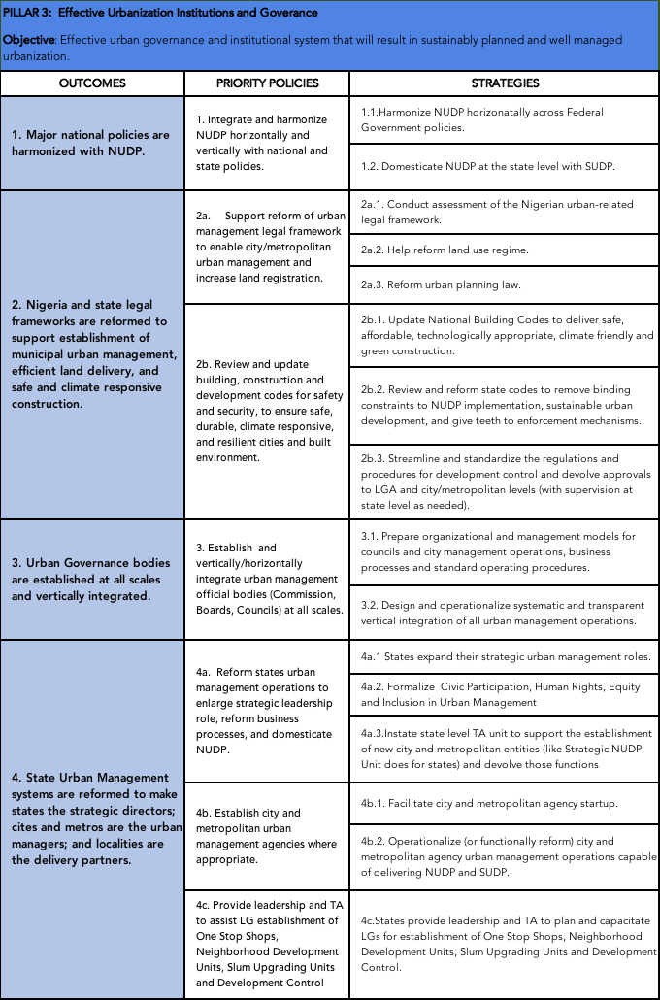 PILLAR 3:  Effective Urbanization Institutions and Goverance
Objective: Effective urban governance and institutional system that will result in sustainably planned and well managed
urbanization.
OUTCOMES
PRIORITY POLICIES
STRATEGIES
1. Major national policies are
harmonized with NUDP.
1. Integrate and harmonize
NUDP horizontally and
vertically with national and
state policies.
1.1.Harmonize NUDP horizonatally across Federal
Government policies.
1.2. Domesticate NUDP at the state level with SUDP.
2. Nigeria and state legal
frameworks are reformed to
support establishment of
municipal urban management,
efficient land delivery, and
safe and climate responsive
construction.
2a.    Support reform of urban
management legal framework
to enable city/metropolitan
urban management and
increase land registration.
2a.1. Conduct assessment of the Nigerian urban-related
legal framework.
2a.2. Help reform land use regime.
2a.3. Reform urban planning law.
2b. Review and update
building, construction and
development codes for safety
and security, to ensure safe,
durable, climate responsive,
and resilient cities and built
environment.
2b.1. Update National Building Codes to deliver safe,
affordable, technologically appropriate, climate friendly and
green construction.
2b.2. Review and reform state codes to remove binding
constraints to NUDP implementation, sustainable urban
development, and give teeth to enforcement mechanisms.
2b.3. Streamline and standardize the regulations and
procedures for development control and devolve approvals
to LGA and city/metropolitan levels (with supervision at
state level as needed).
3. Urban Governance bodies
are established at all scales
and vertically integrated.
3. Establish  and
vertically/horizontally
integrate urban management
official bodies (Commission,
Boards, Councils) at all scales.
3.1. Prepare organizational and management models for
councils and city management operations, business
processes and standard operating procedures.
3.2. Design and operationalize systematic and transparent
vertical integration of all urban management operations.
4. State Urban Management
systems are reformed to make
states the strategic directors;
cites and metros are the urban
managers; and localities are
the delivery partners.
4a.  Reform states urban
management operations to
enlarge strategic leadership
role, reform business
processes, and domesticate
NUDP.
4a.1 States expand their strategic urban management roles.
4a.2. Formalize  Civic Participation, Human Rights, Equity
and Inclusion in Urban Management
4a.3.Instate state level TA unit to support the establishment
of new city and metropolitan entities (like Strategic NUDP
Unit does for states) and devolve those functions
4b. Establish city and
metropolitan urban
management agencies where
appropriate.
4b.1. Facilitate city and metropolitan agency startup.
4b.2. Operationalize (or functionally reform) city and
metropolitan agency urban management operations capable
of delivering NUDP and SUDP.
4c. Provide leadership and TA
to assist LG establishment of
One Stop Shops,
Neighborhood Development
Units, Slum Upgrading Units
and Development Control
4c.States provide leadership and TA to plan and capacitate
LGs for establishment of One Stop Shops, Neighborhood
Development Units, Slum Upgrading Units and Development
Control.